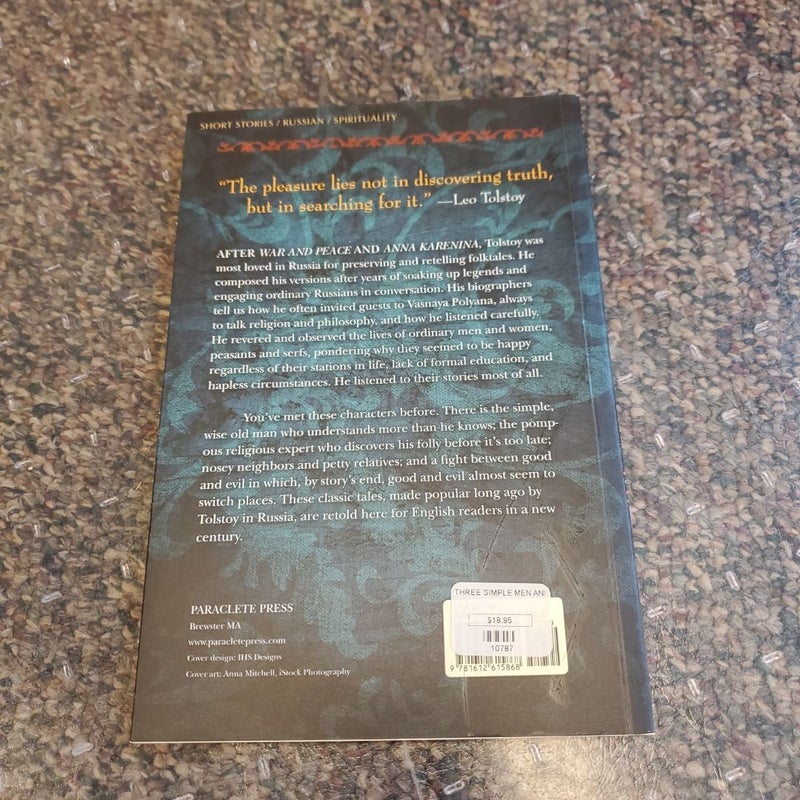 SHORT STORIES / RUSSIAN / SPIRITUALITY
“The pleasure lies not in discovering truth,
but in searching for it.” —Leo Tolstoy
AFTER WAR AND PEACE AND ANNA KARENINA, Tolstoy was
most loved in Russia for preserving and retelling folktales. He
composed his versions after years of soaking up legends and
engaging ordinary Russians in conversation. His biographers
tell us how he often invited guests to Vasnaya Polyana, always
to talk religion and philosophy, and how he listened carefully.
He revered and observed the lives of ordinary men and women,
peasants and serfs, pondering why they seemed to be happy
regardless of their stations in life, lack of formal education, and
hapless circumstances. He listened to their stories most of all.
You’ve met these characters before. There is the simple,
wise old man who understands more than he knows; the pomp-
ous religious expert who discovers his folly before it’s too late;
nosey neighbors and petty relatives; and a fight between good
and evil in which, by story’s end, good and evil almost seem to
switch places. These classic tales, made popular long ago by
Tolstoy in Russia, are retold here for English readers in a new
century.
PARACLETE PRESS
Brewster MA
www.paracletepress.com
Cover design: IHS Designs
Cover art: Anna Mitchell, iStock Photography
THREE SIMPLE MEN AN
$18.95
10787
9 781612 615868